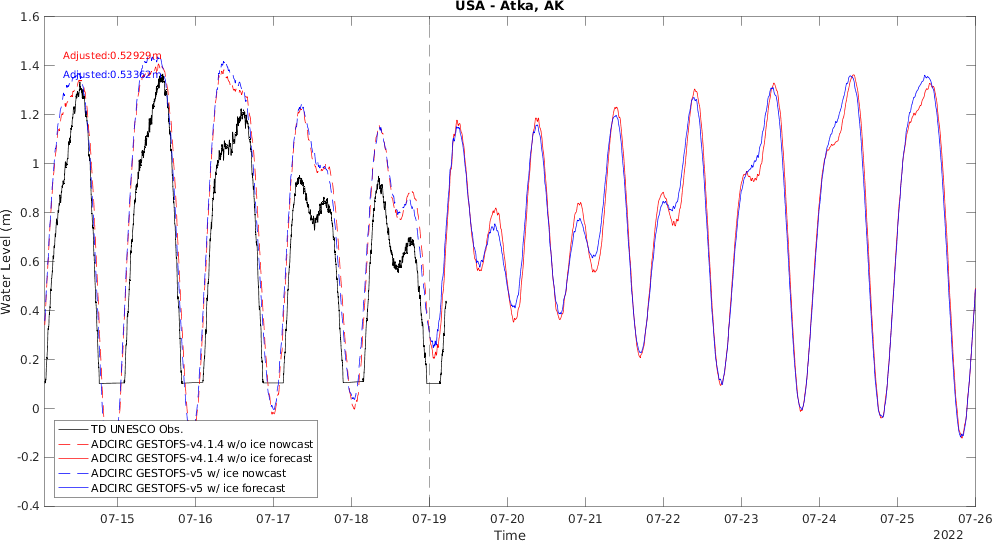 USA - Atka, AK
1.6
1.4
1.2
1
0.8
0.6
0.4
0.2
0
-0.2
-0.4
Water Level (m)
Adjusted:0.52929m
Adjusted:0.53362m
TD UNESCO Obs.
ADCIRC GESTOFS-v4.1.4 w/o ice nowcast
ADCIRC GESTOFS-v4.1.4 w/o ice forecast
ADCIRC GESTOFS-v5 w/ ice nowcast
ADCIRC GESTOFS-v5 w/ ice forecast
07-15 07-16 07-17 07-18 07-19 07-20 07-21 07-22 07-23 07-24 07-25 07-26
Time
2022